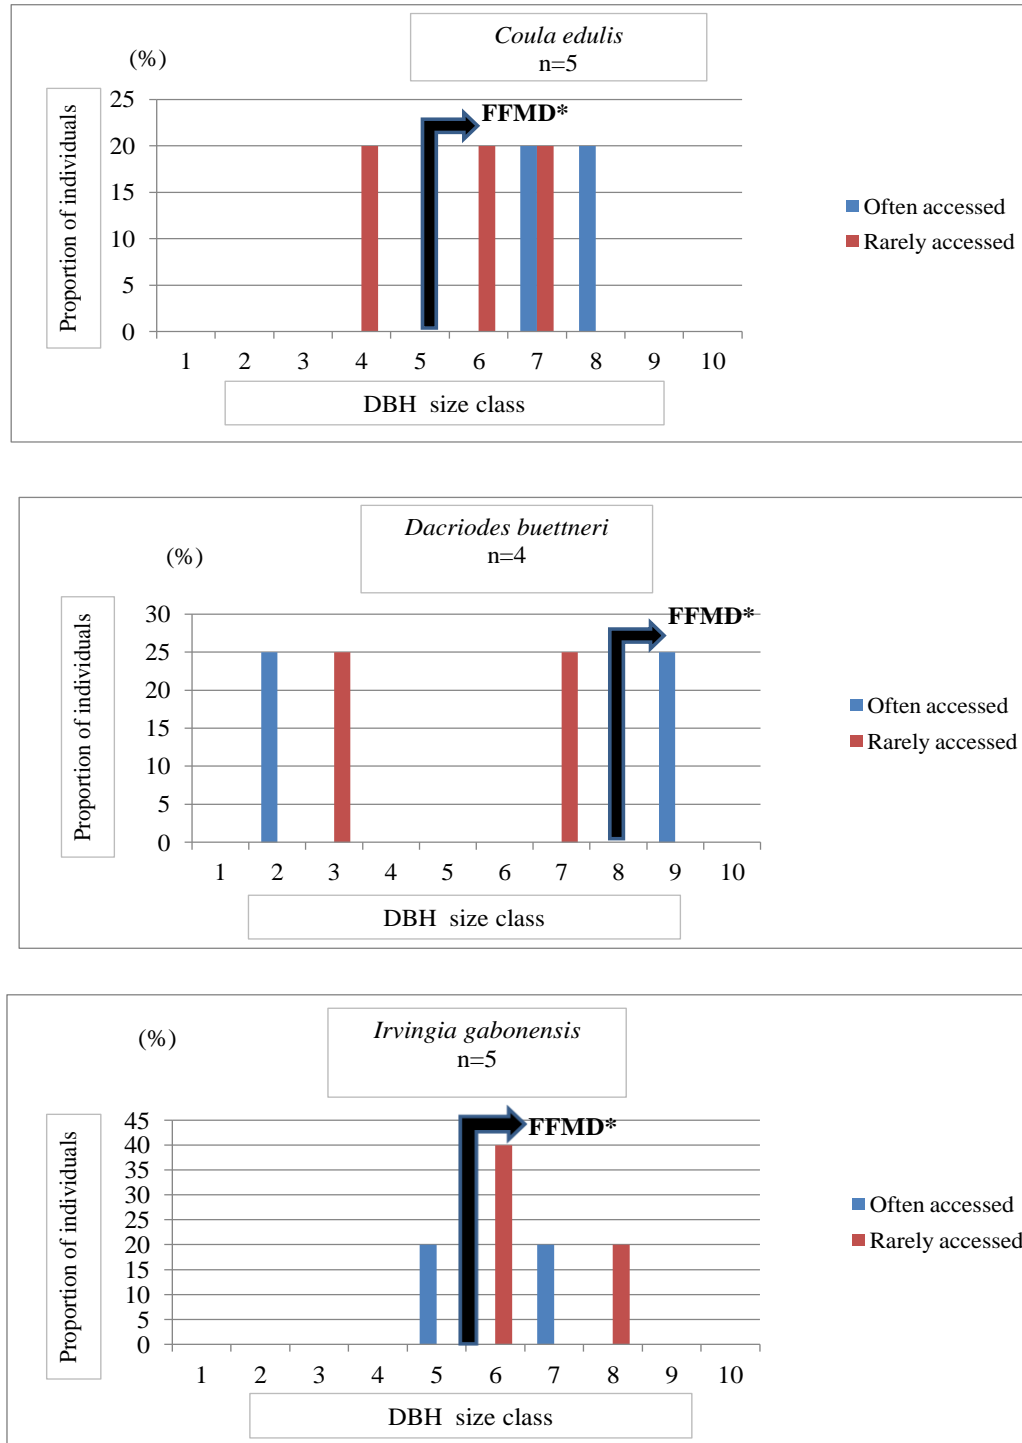 Coula edulis
n=5
(%)
Proportion of individuals
FFMD*
25
20
15
10
5
0
1 2 3 4 5 6 7 8 9 10
DBH size class
Often accessed
Rarely accessed
Dacriodes buettneri
n=4
(%)
Proportion of individuals
FFMD*
30
25
20
15
10
5
0
1 2 3 4 5 6 7 8 9 10
DBH size class
Often accessed
Rarely accessed
Irvingia gabonensis
n=5
(%)
Proportion of individuals
FFMD*
45
40
35
30
25
20
15
10
5
0
1 2 3 4 5 6 7 8 9 10
DBH size class
Often accessed
Rarely accessed